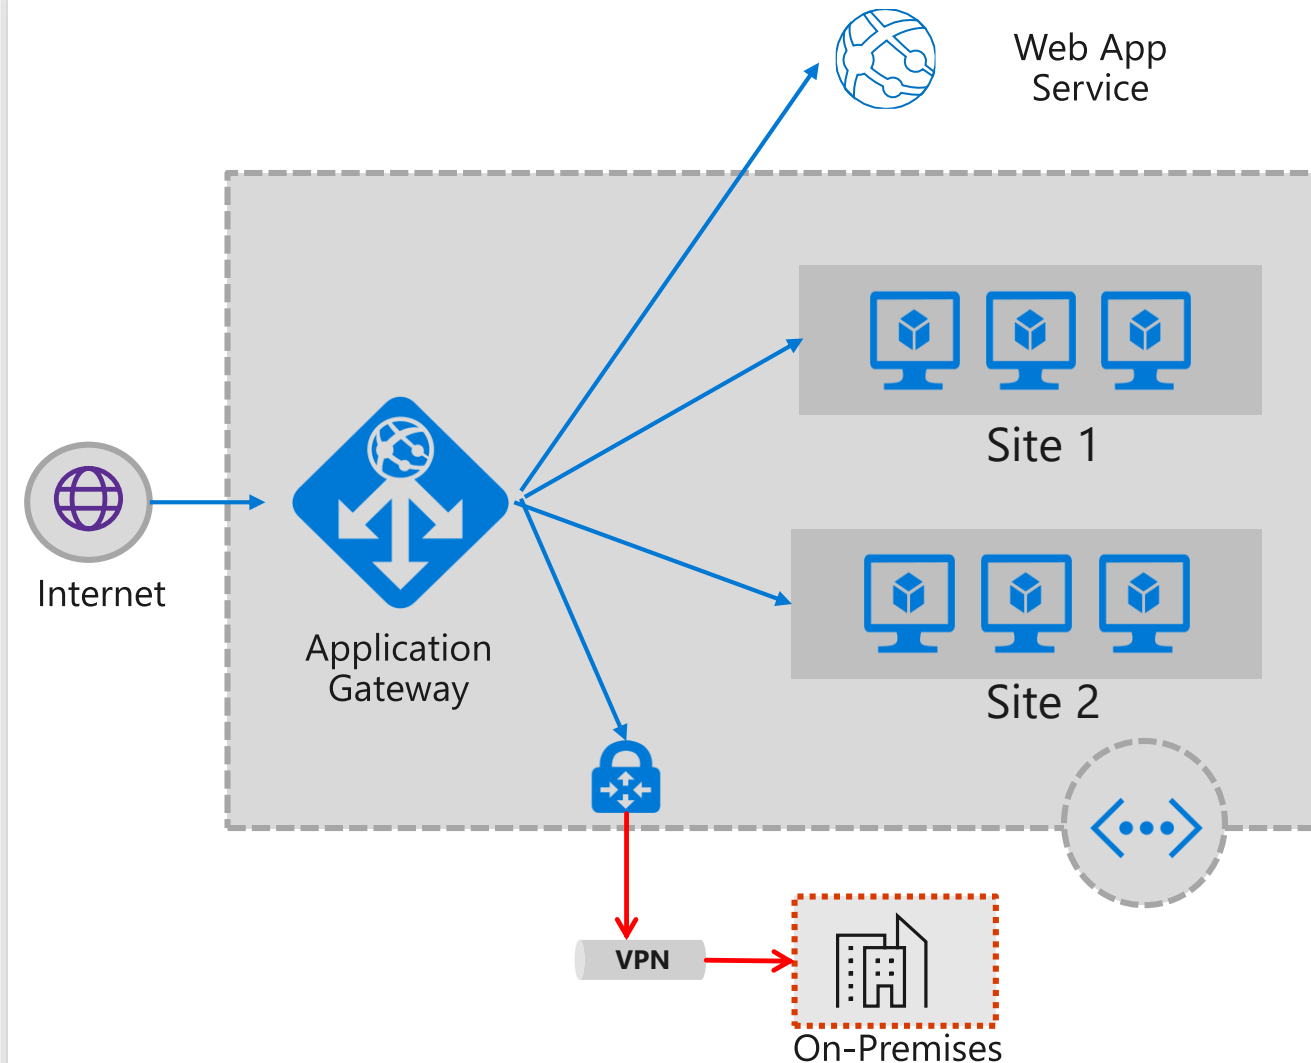 Web App
Service
Site 1
Internet
Application
Gateway
Site 2
VPN
On-Premises